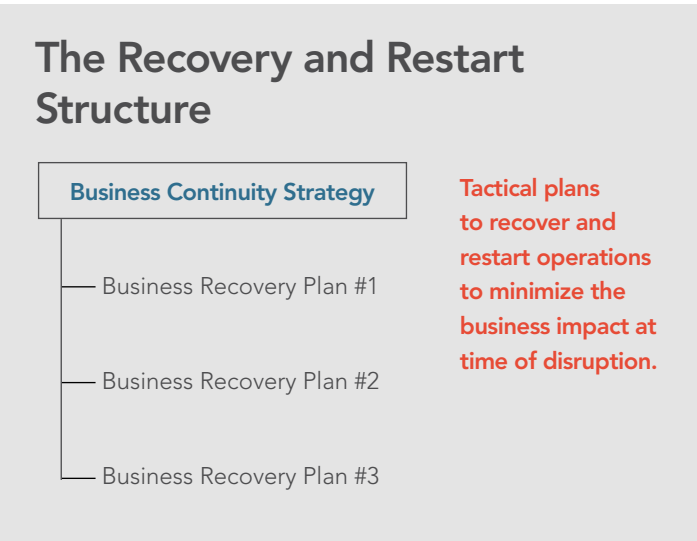 The Recovery and Restart
Structure
Business Continuity Strategy
Business Recovery Plan #1
Business Recovery Plan #2
Business Recovery Plan #3
Tactical plans
to recover and
restart operations
to minimize the
business impact at
time of disruption.